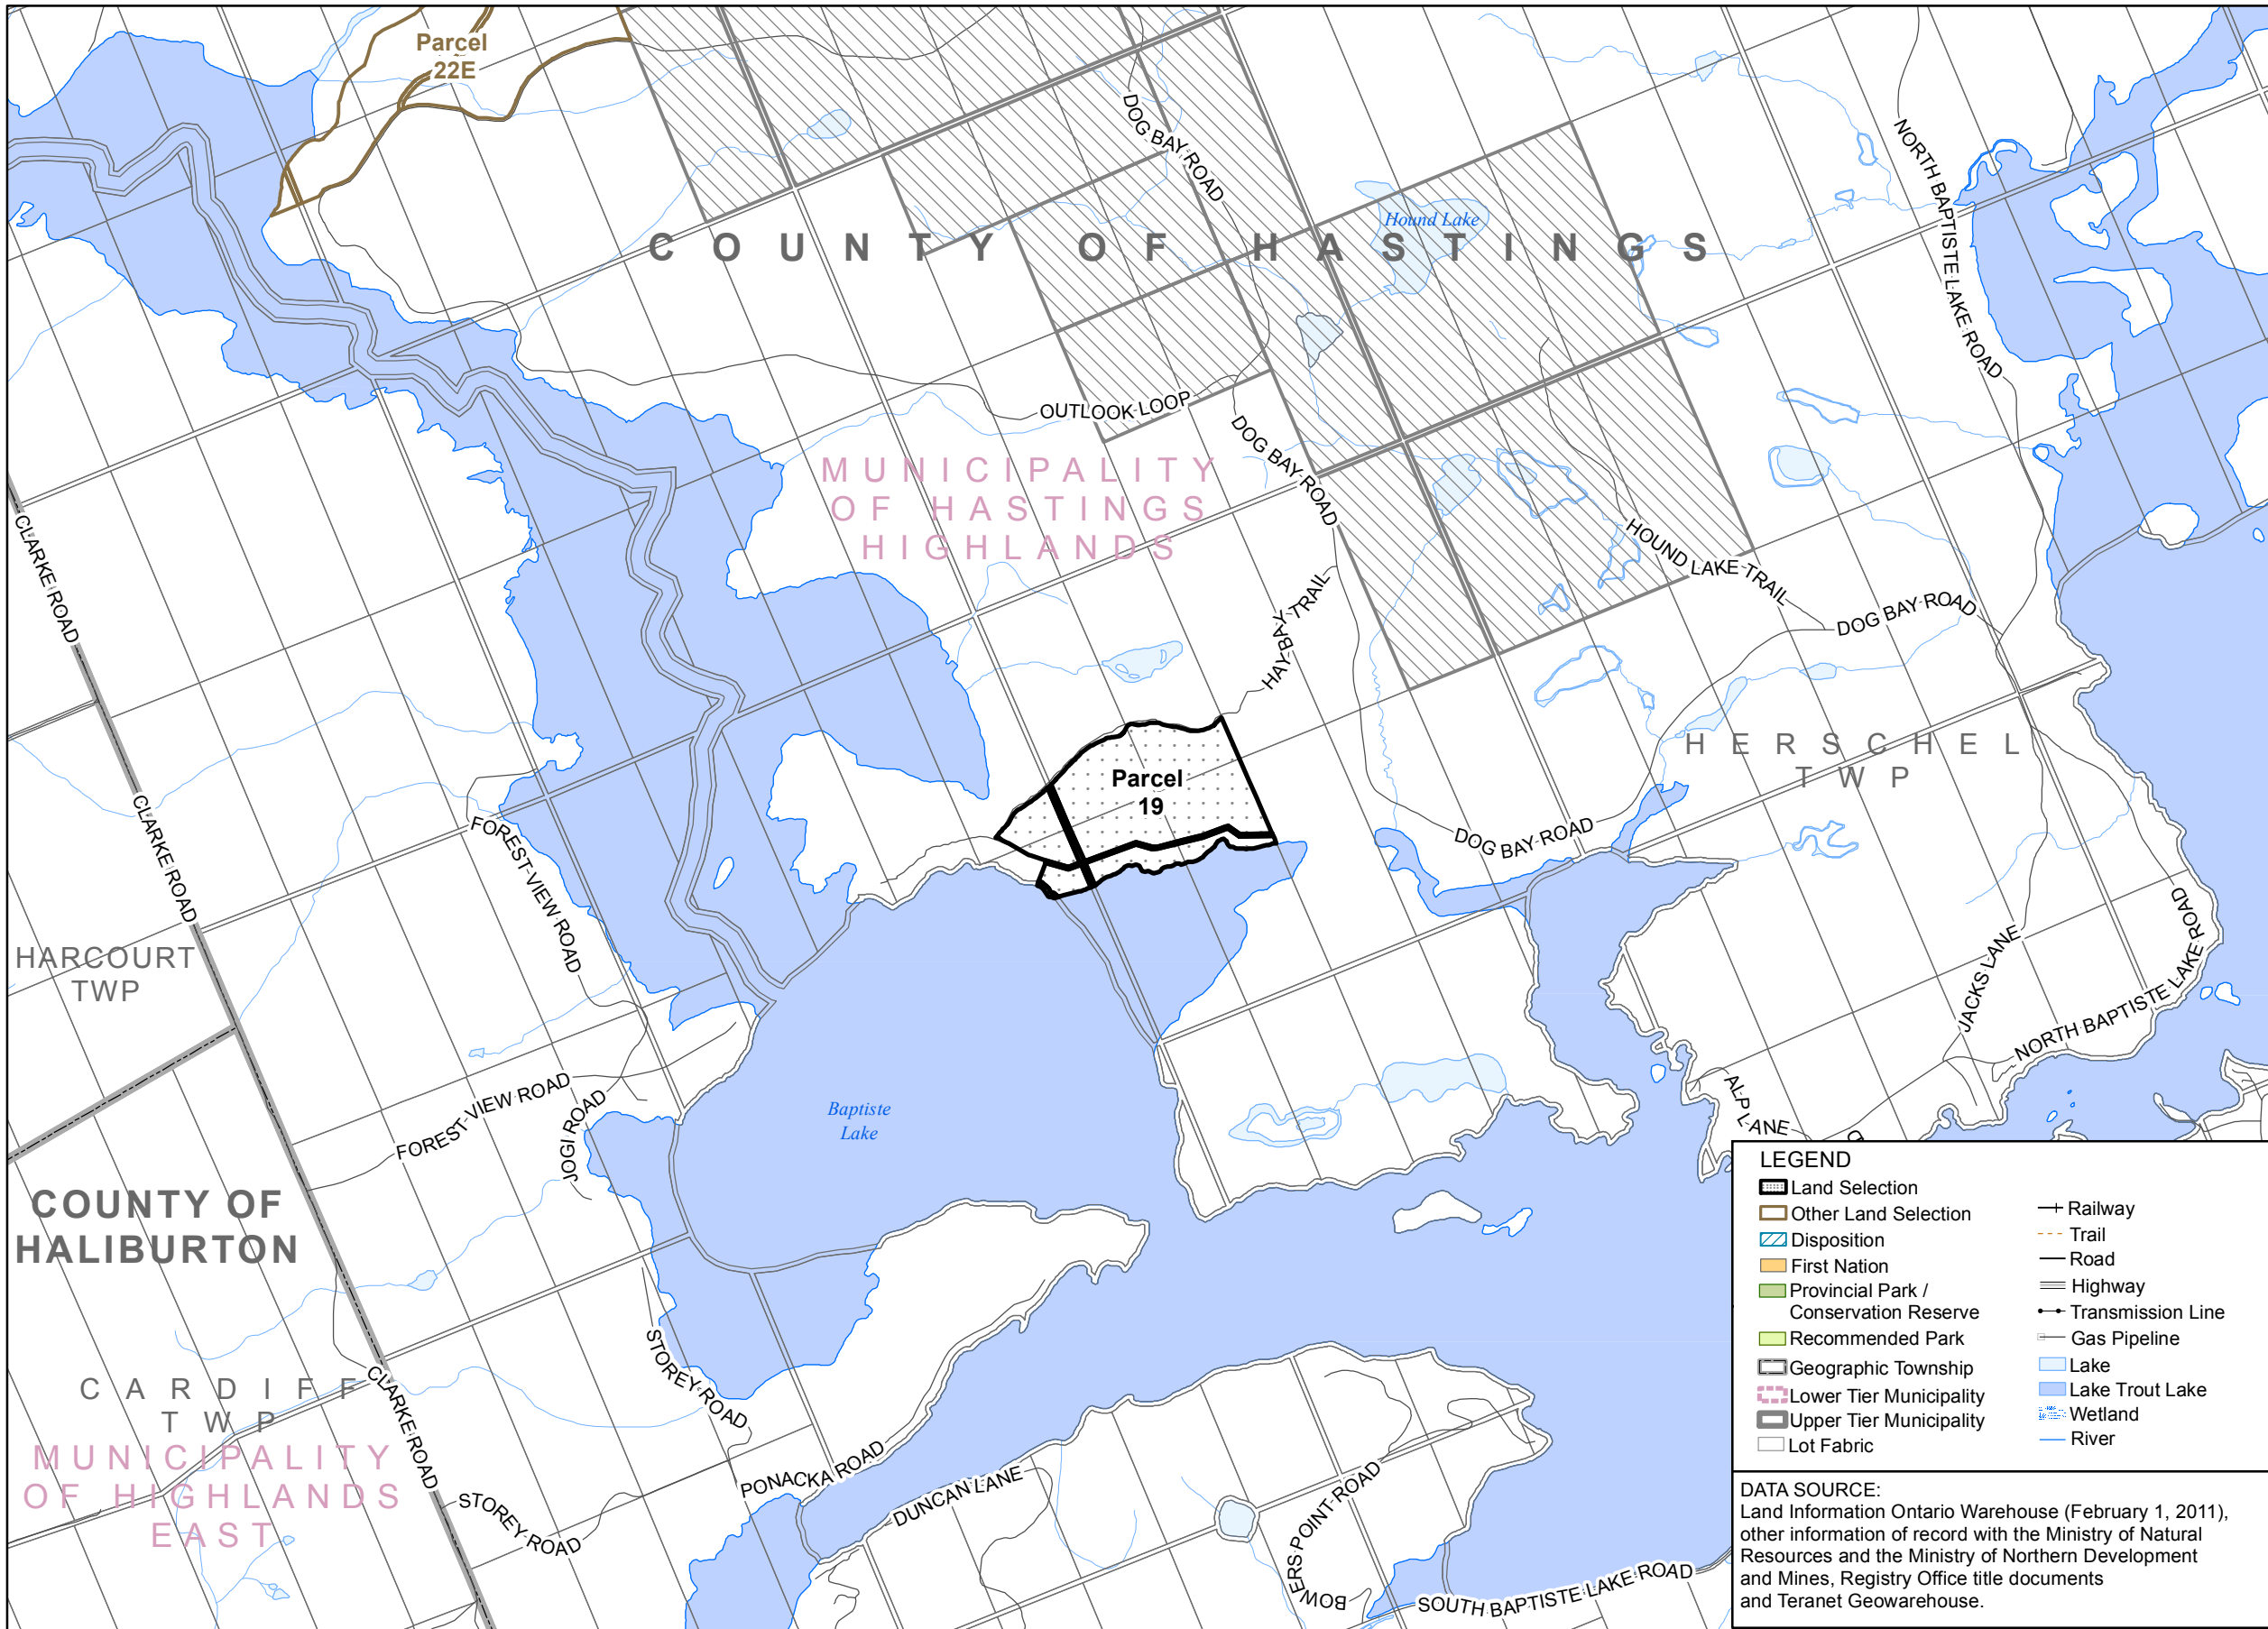 Parcel
22E
DOG BAY ROAD
NORTH BAPTISTE LAKE ROAD
Hound Lake
COUNTY OF HASTINGS
OUTLOOK LOOP
DOG BAY ROAD
MUNICIPALITY
OF HASTINGS
HIGHLANDS
CLARKE ROAD
HOUND LAKE TRAIL
HAY BAY TRAIL
DOG BAY ROAD
HERSCHEL
TWP
Parcel
19
CLARKE ROAD
FOREST VIEW ROAD
DOG BAY ROAD
HARCOURT
TWP
JACKS LANE
NORTH BAPTISTE LAKE ROAD
FOREST VIEW ROAD
JOGI ROAD
Baptiste
Lake
ALP LANE
COUNTY OF
HALIBURTON
STOREY ROAD
CARDIFF
TWP
CLARKE ROAD
MUNICIPALITY
OF HIGHLANDS
EAST
STOREY ROAD
PONACKA ROAD
DUNCAN LANE
BOWERS POINT ROAD
SOUTH BAPTISTE LAKE ROAD
LEGEND
Land Selection
Other Land Selection
Disposition
First Nation
Provincial Park /
Conservation Reserve
Recommended Park
Geographic Township
Lower Tier Municipality
Upper Tier Municipality
Lot Fabric
Railway
Trail
Road
Highway
Transmission Line
Gas Pipeline
Lake
Lake Trout Lake
Wetland
River
DATA SOURCE:
Land Information Ontario Warehouse (February 1, 2011),
other information of record with the Ministry of Natural
Resources and the Ministry of Northern Development
and Mines, Registry Office title documents
and Teranet Geowarehouse.